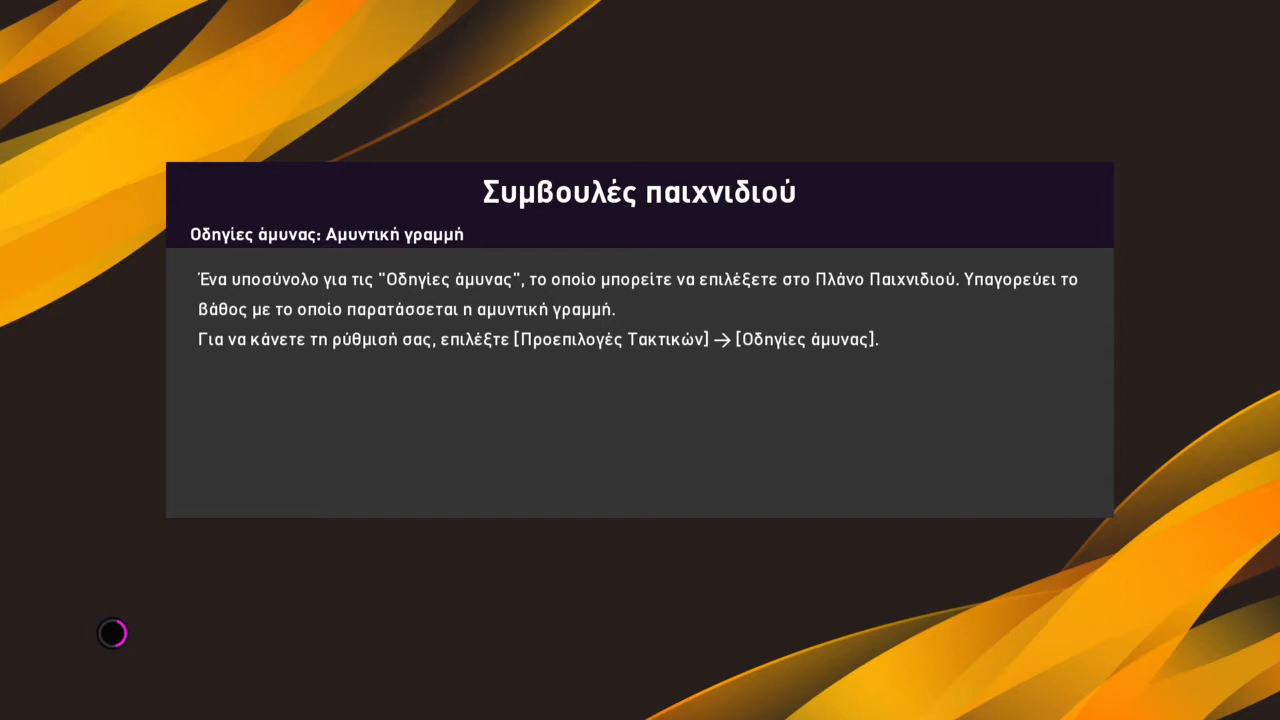 Συμβουλές παιχνιδιού
Οδηγίες άμυνας: Αμυντική γραμμή
Ένα υποσύνολο για τις "Οδηγίες άμυνας", το οποίο μπορείτε να επιλέξετε στο Πλάνο Παιχνιδιού. Υπαγορεύει το
βάθος με το οποίο παρατάσσεται η αμυντική γραμμή.
Για να κάνετε τη ρύθμισή σας, επιλέξτε [Προεπιλογές Τακτικών] → [Οδηγίες άμυνας].